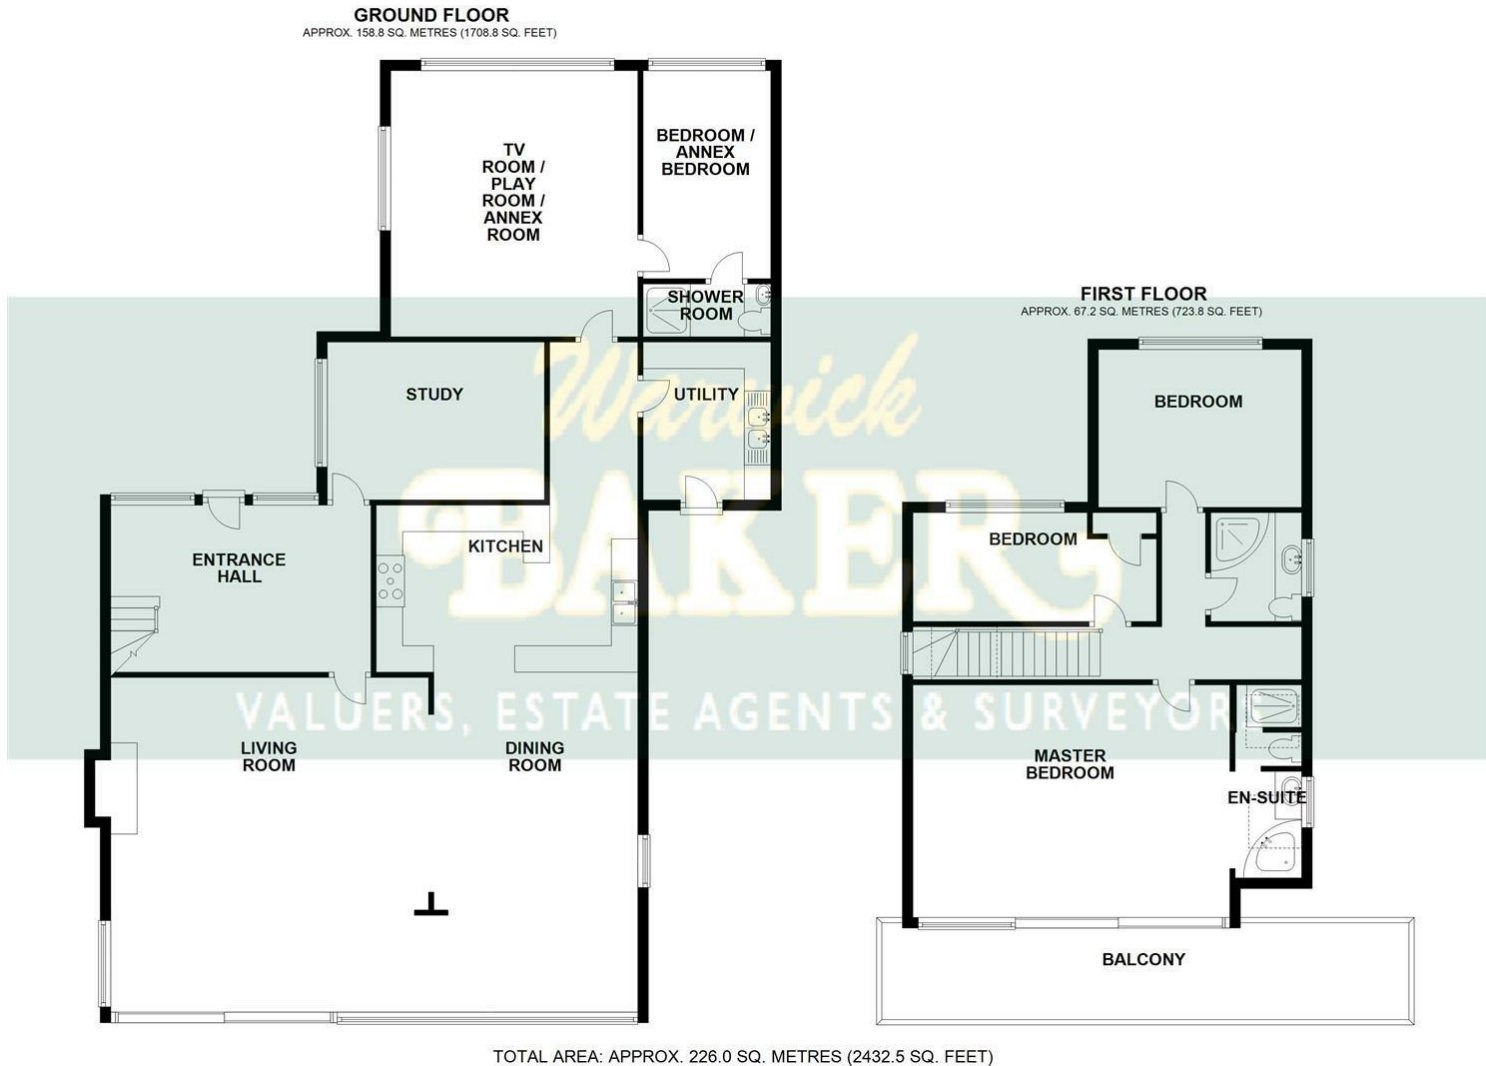 GROUND FLOOR
APPROX. 158.8 SQ. METRES (1708.8 SQ. FEET)
TV
ROOM /
PLAY
ROOM /
ANNEX
ROOM
BEDROOM /
ANNEX
BEDROOM
SHOWER
ROOM
STUDY
UTILITY
ENTRANCE
HALL
KITCHEN
LIVING
ROOM
DINING
ROOM
FIRST FLOOR
APPROX. 67.2 SQ. METRES (723.8 SQ. FEET)
BEDROOM
BEDROOM
MASTER
BEDROOM
EN-SUITE
BALCONY
Warwick
BAKER
VALUERS, ESTATE AGENTS & SURVEYOR
TOTAL AREA: APPROX. 226.0 SQ. METRES (2432.5 SQ. FEET)